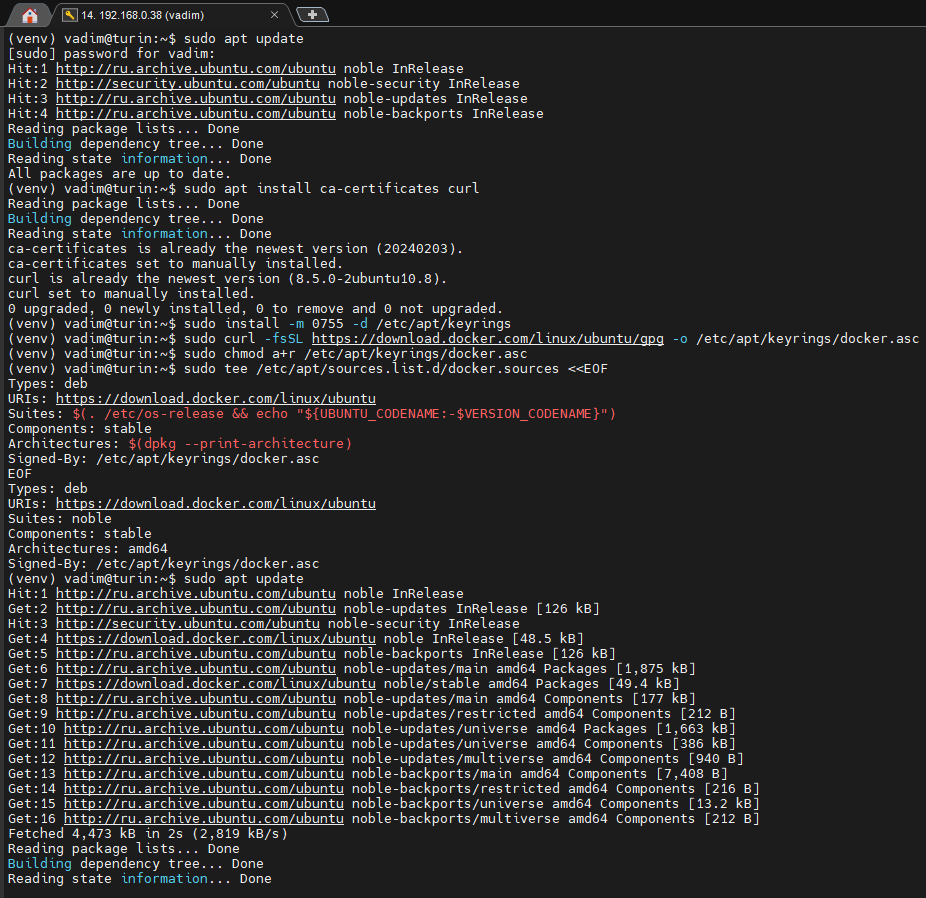 14. 192.168.0.38 (vadim)
(venv) vadim@turin:~$ sudo apt update
[sudo] password for vadim:
Hit:1 http://ru.archive.ubuntu.com/ubuntu noble InRelease
Hit:2 http://security.ubuntu.com/ubuntu noble-security InRelease
Hit:3 http://ru.archive.ubuntu.com/ubuntu noble-updates InRelease
Hit:4 http://ru.archive.ubuntu.com/ubuntu noble-backports InRelease
Reading package lists... Done
Building dependency tree... Done
Reading state information... Done
All packages are up to date.
(venv) vadim@turin:~$ sudo apt install ca-certificates curl
Reading package lists... Done
Building dependency tree... Done
Reading state information... Done
ca-certificates is already the newest version (20240203).
ca-certificates set to manually installed.
curl is already the newest version (8.5.0-2ubuntu10.8).
curl set to manually installed.
0 upgraded, 0 newly installed, 0 to remove and 0 not upgraded.
(venv) vadim@turin:~$ sudo install -m 0755 -d /etc/apt/keyrings
(venv) vadim@turin:~$ sudo curl -fsSL https://download.docker.com/linux/ubuntu/gpg -o /etc/apt/keyrings/docker.asc
(venv) vadim@turin:~$ sudo chmod a+r /etc/apt/keyrings/docker.asc
(venv) vadim@turin:~$ sudo tee /etc/apt/sources.list.d/docker.sources <<EOF
Types: deb
URIs: https://download.docker.com/linux/ubuntu
Suites: $(. /etc/os-release && echo "${UBUNTU_CODENAME:-$VERSION_CODENAME}")
Components: stable
Architectures: $(dpkg --print-architecture)
Signed-By: /etc/apt/keyrings/docker.asc
EOF
Types: deb
URIs: https://download.docker.com/linux/ubuntu
Suites: noble
Components: stable
Architectures: amd64
Signed-By: /etc/apt/keyrings/docker.asc
(venv) vadim@turin:~$ sudo apt update
Hit:1 http://ru.archive.ubuntu.com/ubuntu noble InRelease
Get:2 http://ru.archive.ubuntu.com/ubuntu noble-updates InRelease [126 kB]
Hit:3 http://security.ubuntu.com/ubuntu noble-security InRelease
Get:4 https://download.docker.com/linux/ubuntu noble InRelease [48.5 kB]
Get:5 http://ru.archive.ubuntu.com/ubuntu noble-backports InRelease [126 kB]
Get:6 http://ru.archive.ubuntu.com/ubuntu noble-updates/main amd64 Packages [1,875 kB]
Get:7 https://download.docker.com/linux/ubuntu noble/stable amd64 Packages [49.4 kB]
Get:8 http://ru.archive.ubuntu.com/ubuntu noble-updates/main amd64 Components [177 kB]
Get:9 http://ru.archive.ubuntu.com/ubuntu noble-updates/restricted amd64 Components [212 B]
Get:10 http://ru.archive.ubuntu.com/ubuntu noble-updates/universe amd64 Packages [1,663 kB]
Get:11 http://ru.archive.ubuntu.com/ubuntu noble-updates/universe amd64 Components [386 kB]
Get:12 http://ru.archive.ubuntu.com/ubuntu noble-updates/multiverse amd64 Components [940 B]
Get:13 http://ru.archive.ubuntu.com/ubuntu noble-backports/main amd64 Components [7,408 B]
Get:14 http://ru.archive.ubuntu.com/ubuntu noble-backports/restricted amd64 Components [216 B]
Get:15 http://ru.archive.ubuntu.com/ubuntu noble-backports/universe amd64 Components [13.2 kB]
Get:16 http://ru.archive.ubuntu.com/ubuntu noble-backports/multiverse amd64 Components [212 B]
Fetched 4,473 kB in 2s (2,819 kB/s)
Reading package lists... Done
Building dependency tree... Done
Reading state information... Done